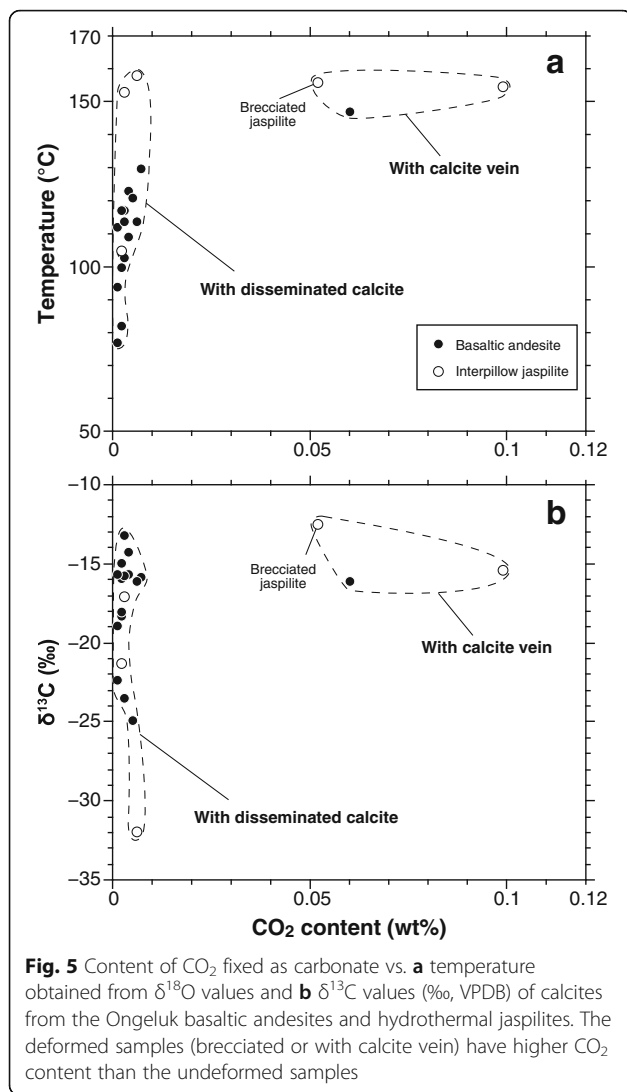 170
a
Brecciated
jaspilite
150
With calcite vein
Temperature (°C)
100
With disseminated calcite
● Basaltic andesite
○ Interpillow jaspilite
50
0 0.05 0.1 0.12
−10
b
Brecciated
jaspilite
−15
With calcite vein
−20
δ¹³C (‰)
−25
With disseminated calcite
−30
−35
0 0.05 0.1 0.12
CO₂ content (wt%)
Fig. 5 Content of CO₂ fixed as carbonate vs. a temperature
obtained from δ¹⁸O values and b δ¹³C values (‰, VPDB) of calcites
from the Ongeluk basaltic andesites and hydrothermal jaspilites. The
deformed samples (brecciated or with calcite vein) have higher CO₂
content than the undeformed samples